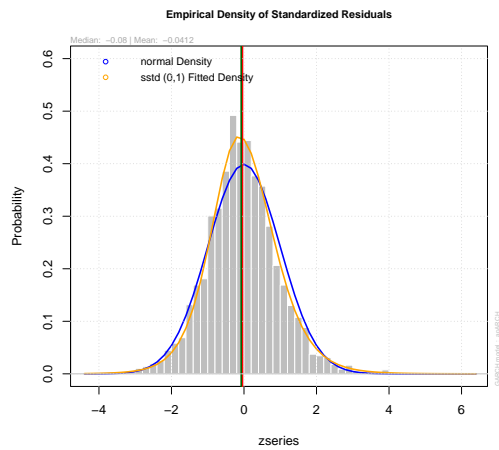 Empirical Density of Standardized Residuals
Median: −0.08 | Mean: −0.0412
normal Density
sstd (0,1) Fitted Density
Probability
0.6
0.5
0.4
0.3
0.2
0.1
0.0
−4
−2
0
2
4
6
zseries
GARCH model : apARCH